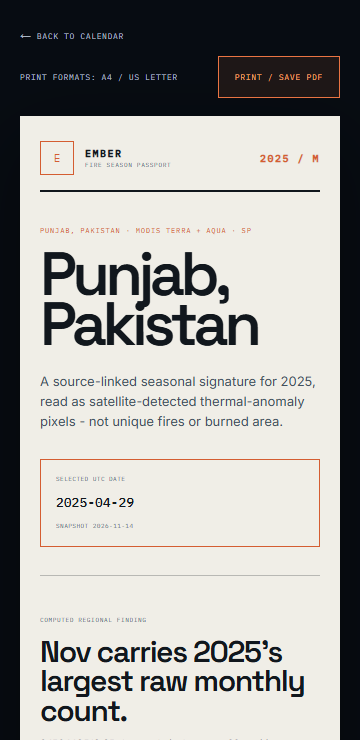 ← BACK TO CALENDAR
PRINT FORMATS: A4 / US LETTER
PRINT / SAVE PDF
E
EMBER
FIRE SEASON PASSPORT
2025 / M
PUNJAB, PAKISTAN · MODIS TERRA + AQUA · SP
Punjab,
Pakistan
A source-linked seasonal signature for 2025,
read as satellite-detected thermal-anomaly
pixels - not unique fires or burned area.
SELECTED UTC DATE
2025-04-29
SNAPSHOT 2026-11-14
COMPUTED REGIONAL FINDING
Nov carries 2025's
largest raw monthly
count.